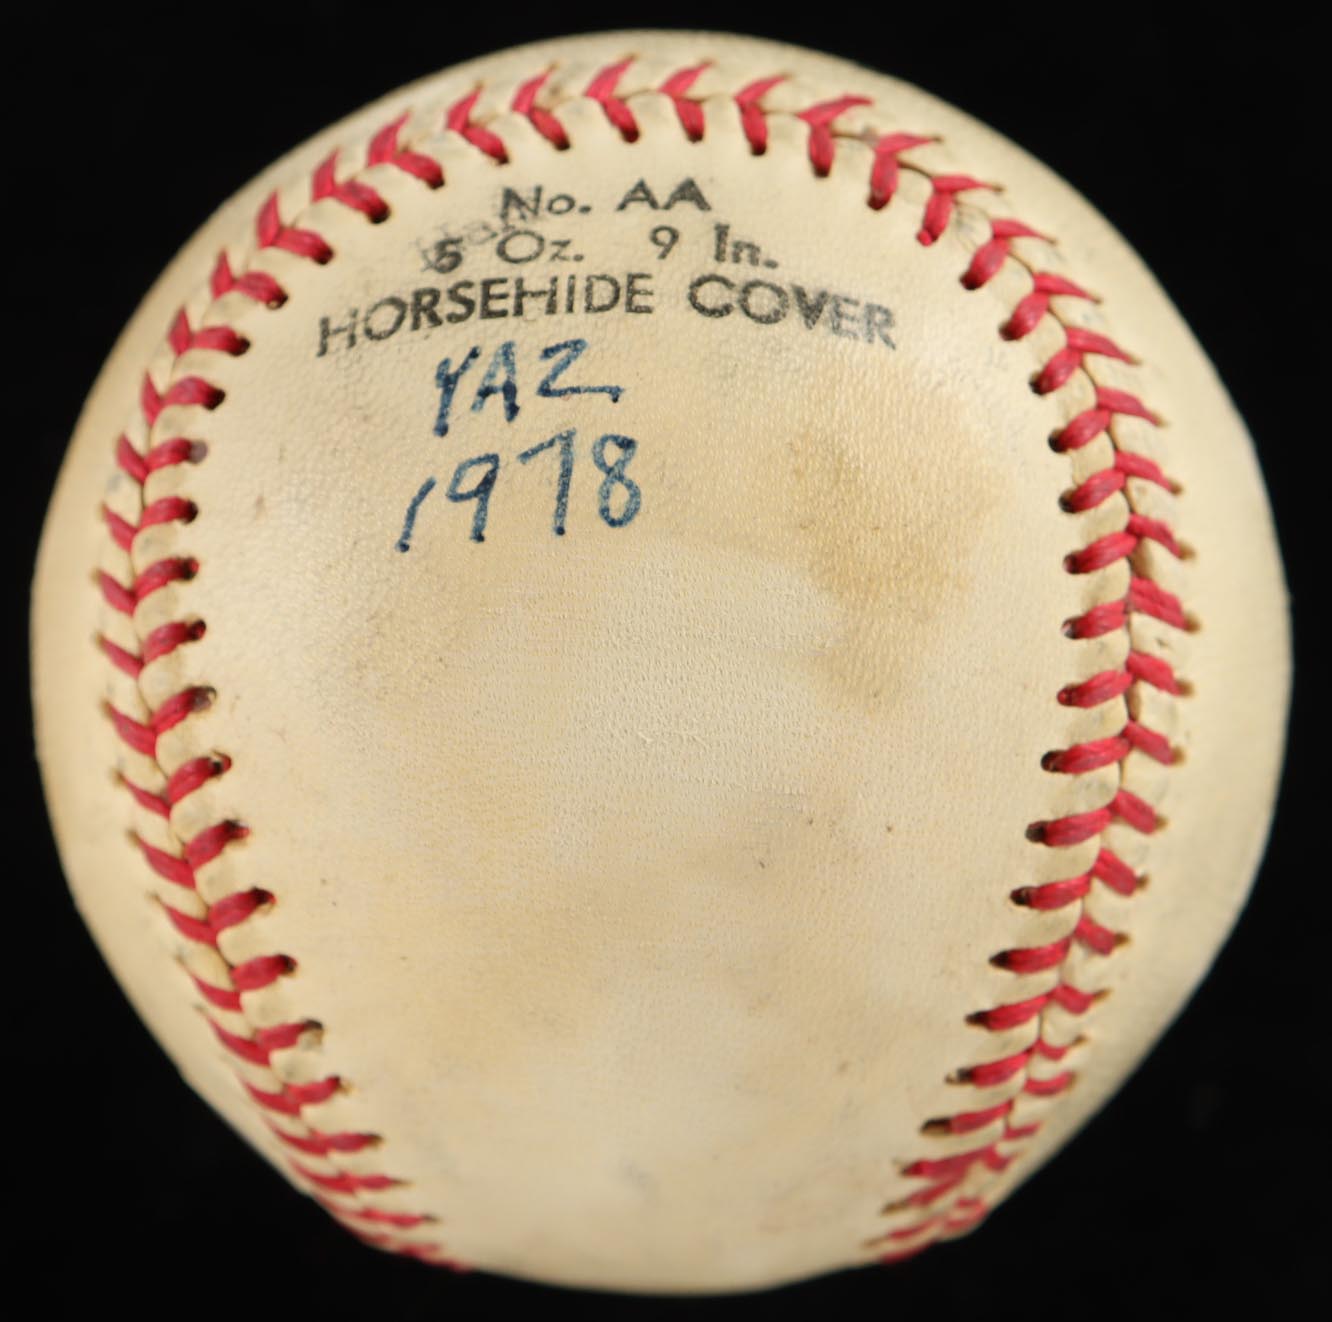 No. AA
5 Oz. 9 In.
HORSEHIDE COVER
YAZ
1978